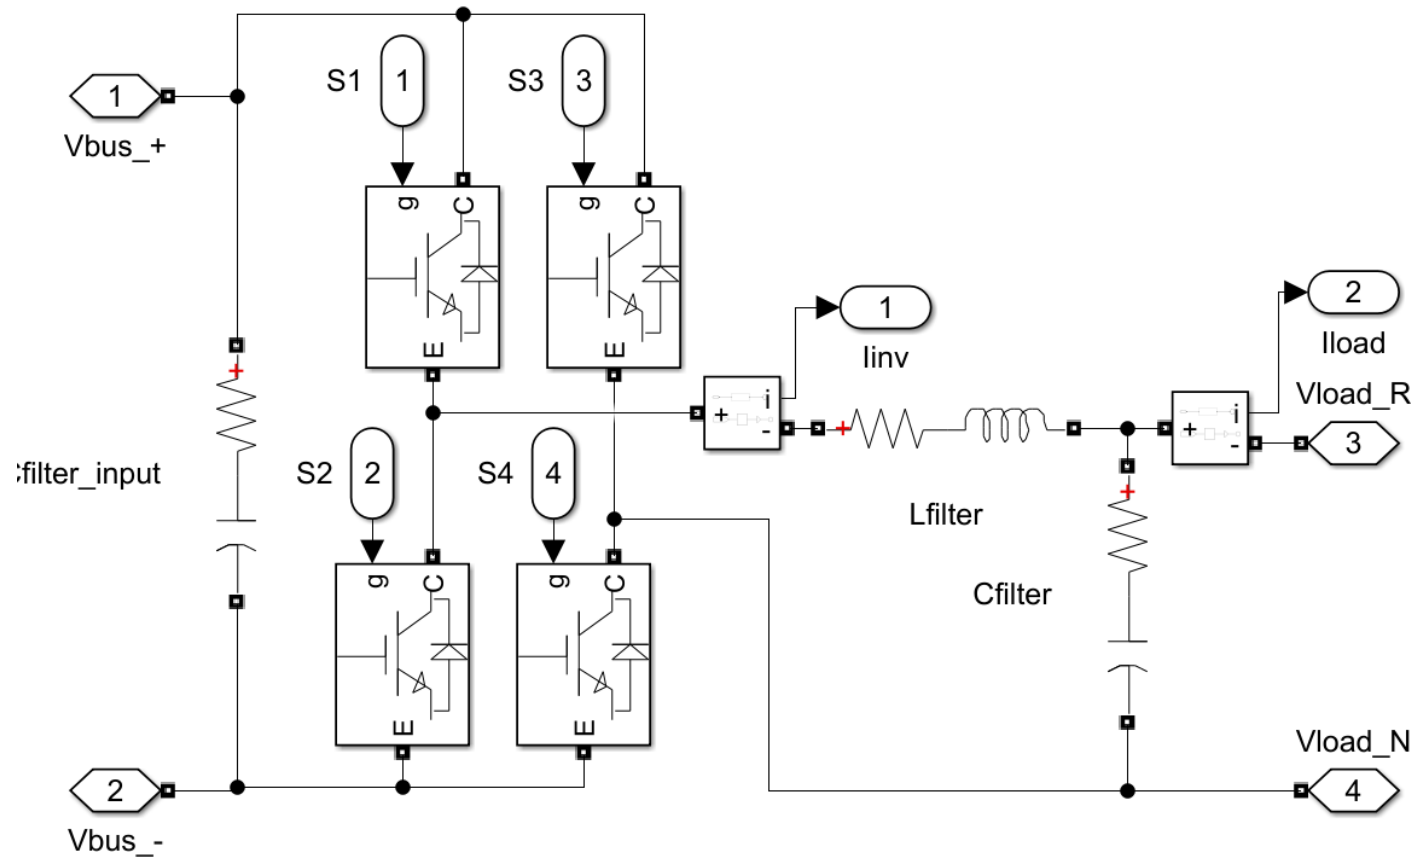 S1
1
S3
3
1
Vbus_+
g
C
g
C
E
E
1
Iinv
2
Iload
Vload_R
+
i
-
+
+
i
-
3
+
S2
2
S4
4
filter_input
Lfilter
+
Cfilter
g
C
g
C
E
E
2
Vbus_-
Vload_N
4